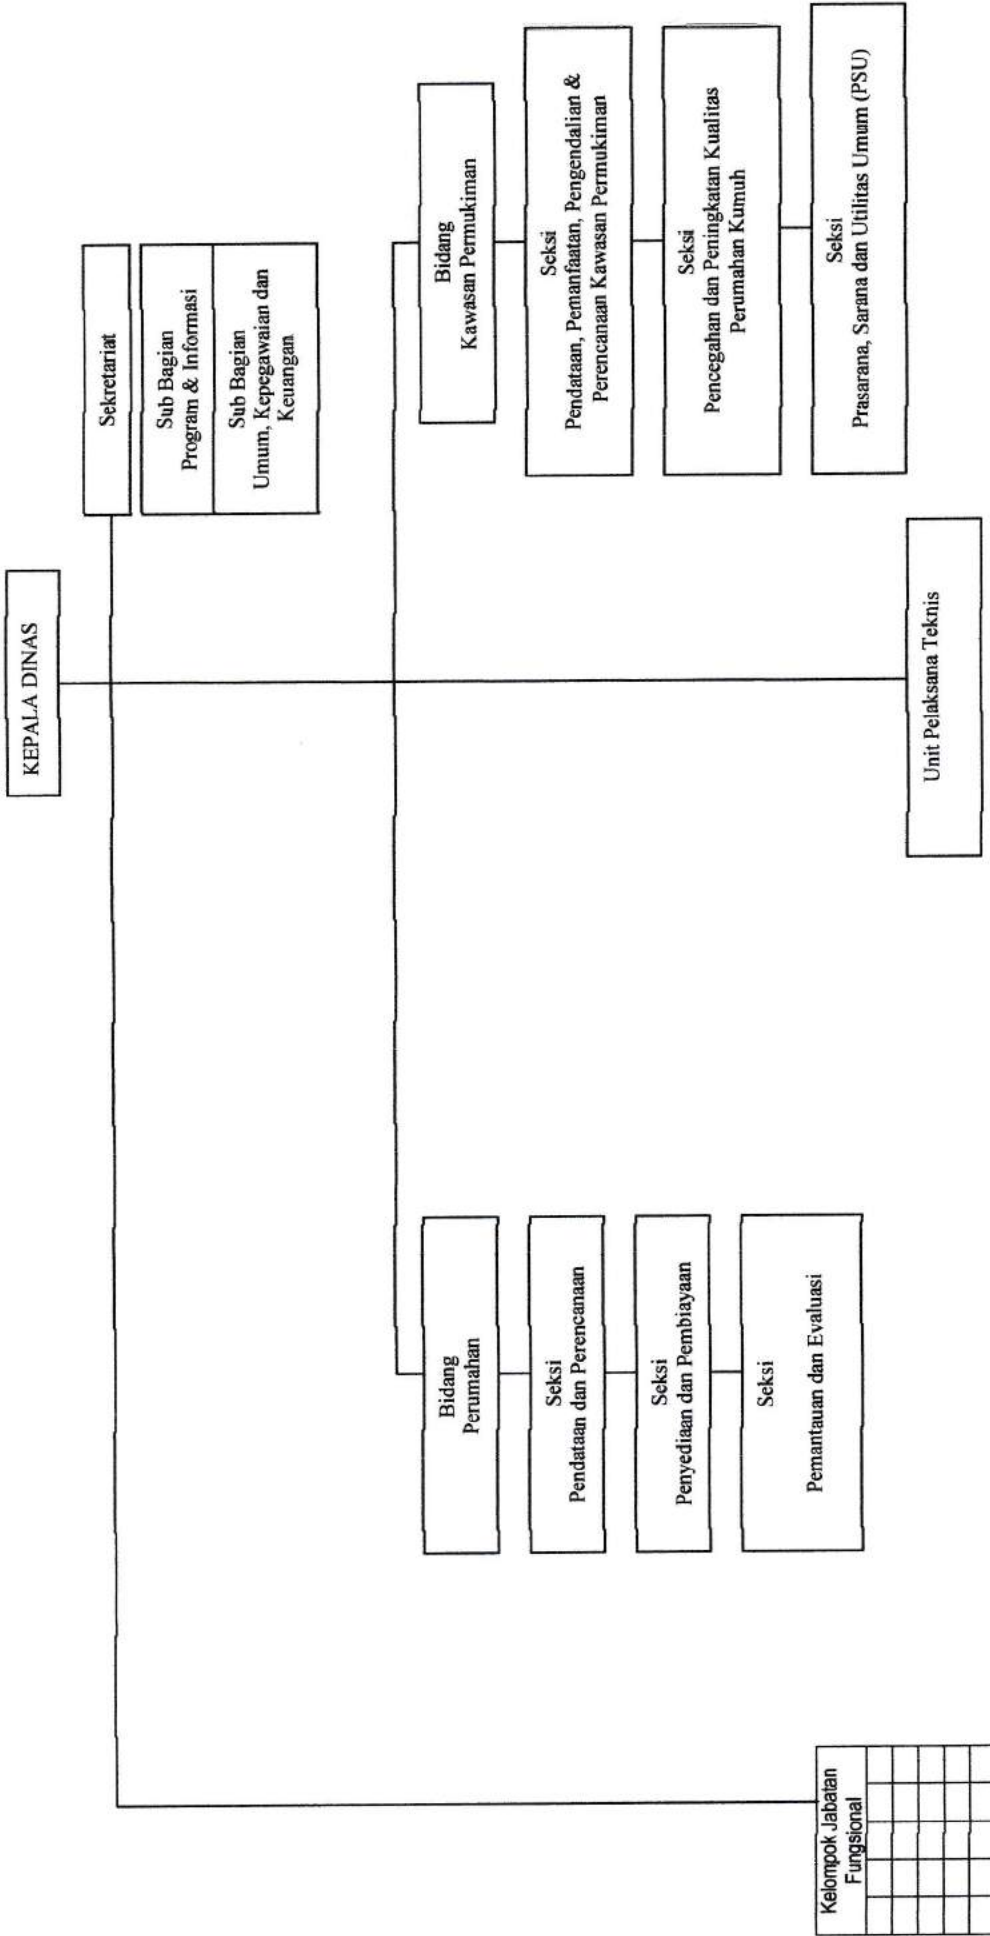 KEPALA DINAS
Sekretariat
Sub Bagian
Program & Informasi
Sub Bagian
Umum, Kepegawaian dan
Keuangan
Bidang
Perumahan
Seksi
Pendataan dan Perencanaan
Seksi
Penyediaan dan Pembiayaan
Seksi
Pemantauan dan Evaluasi
Bidang
Kawasan Permukiman
Seksi
Pendataan, Pemanfaatan, Pengendalian &
Perencanaan Kawasan Permukiman
Seksi
Pencegahan dan Peningkatan Kualitas
Perumahan Kumuh
Seksi
Prasarana, Sarana dan Utilitas Umum (PSU)
Kelompok Jabatan
Fungsional
Unit Pelaksana Teknis